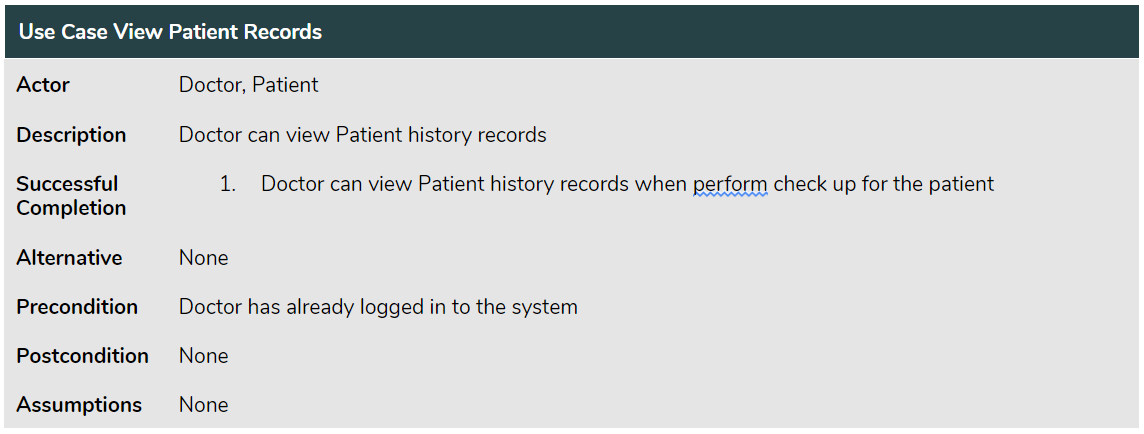 Use Case View Patient Records
Actor Doctor, Patient
Description Doctor can view Patient history records
Successful 1. Doctor can view Patient history records when perform check up for the patient
Completion
Alternative None
Precondition Doctor has already logged in to the system
Postcondition None
Assumptions None